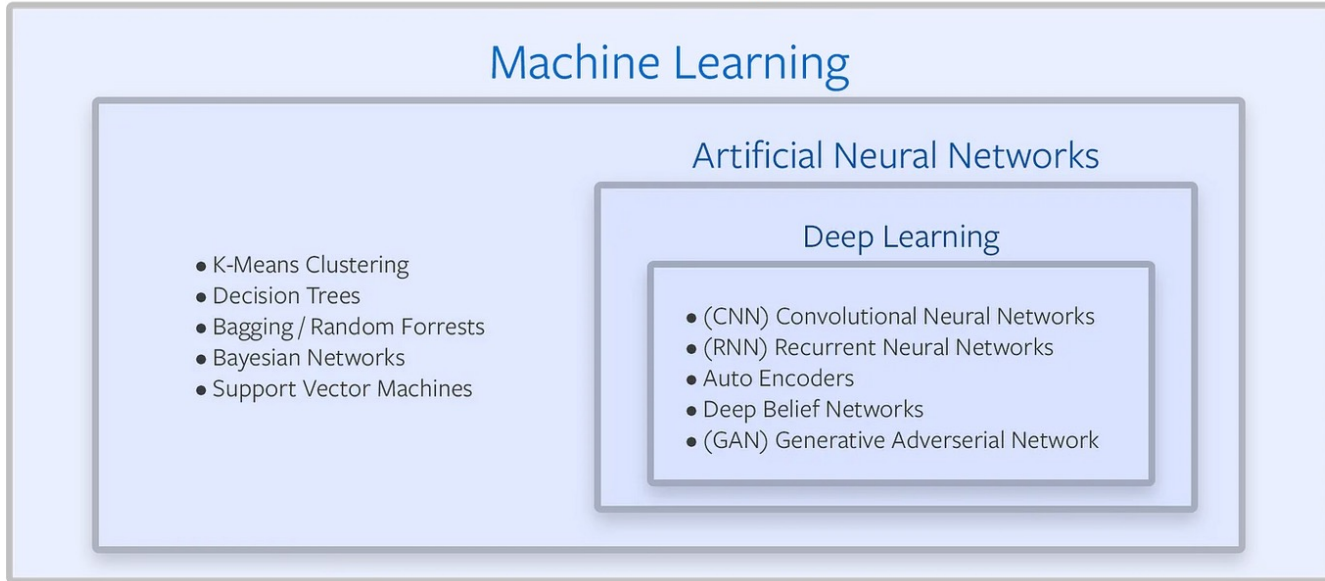 Machine Learning
Artificial Neural Networks
Deep Learning
• K-Means Clustering
• Decision Trees
• Bagging / Random Forrests
• Bayesian Networks
• Support Vector Machines
• (CNN) Convolutional Neural Networks
• (RNN) Recurrent Neural Networks
• Auto Encoders
• Deep Belief Networks
• (GAN) Generative Adverserial Network